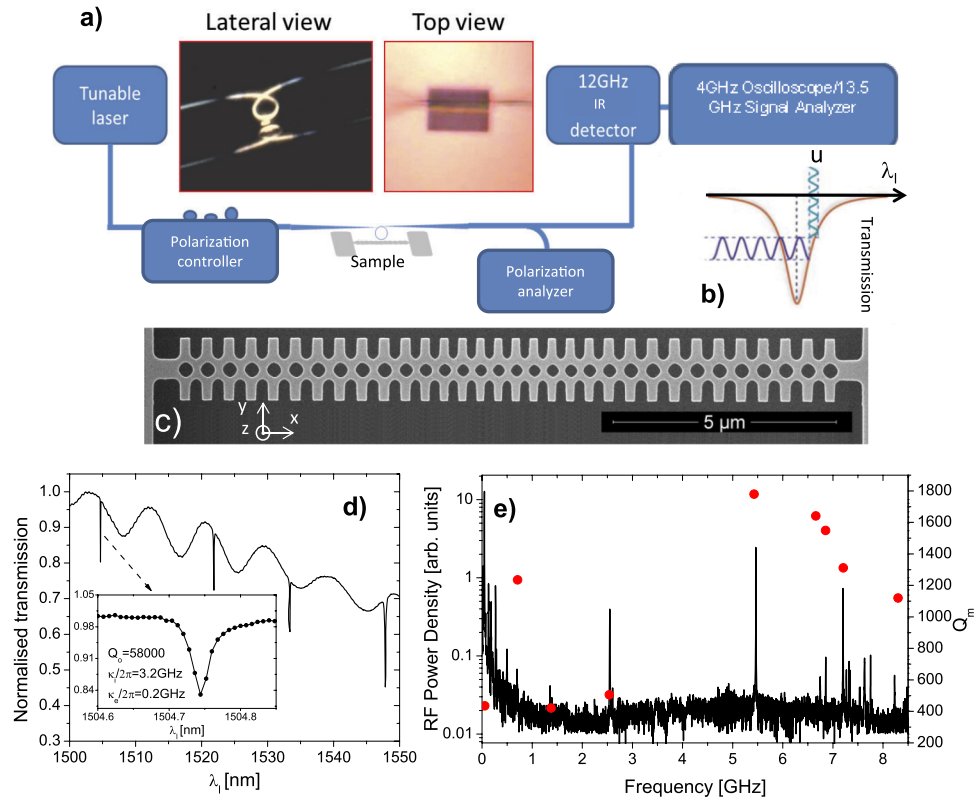 a)
Lateral view
Top view
Tunable
laser
12GHz
IR
detector
4GHz Oscilloscope/13.5
GHz Signal Analyzer
Polarization
controller
Sample
Polarization
analyzer
u
λl
Transmission
b)
c)
y
z
x
5 µm
d)
Normalised transmission
1.0
0.9
0.8
0.7
0.6
0.5
0.4
0.3
1500
1510
1520
1530
1540
1550
λl [nm]
1.05
0.98
0.91
0.84
Qo=58000
κi/2π=3.2GHz
κe/2π=0.2GHz
1504.6
1504.7
1504.8
λl [nm]
e)
RF Power Density [arb. units]
10
1
0.1
0.01
0
1
2
3
4
5
6
7
8
Frequency [GHz]
1800
1600
1400
1200
1000
800
600
400
200
Qm